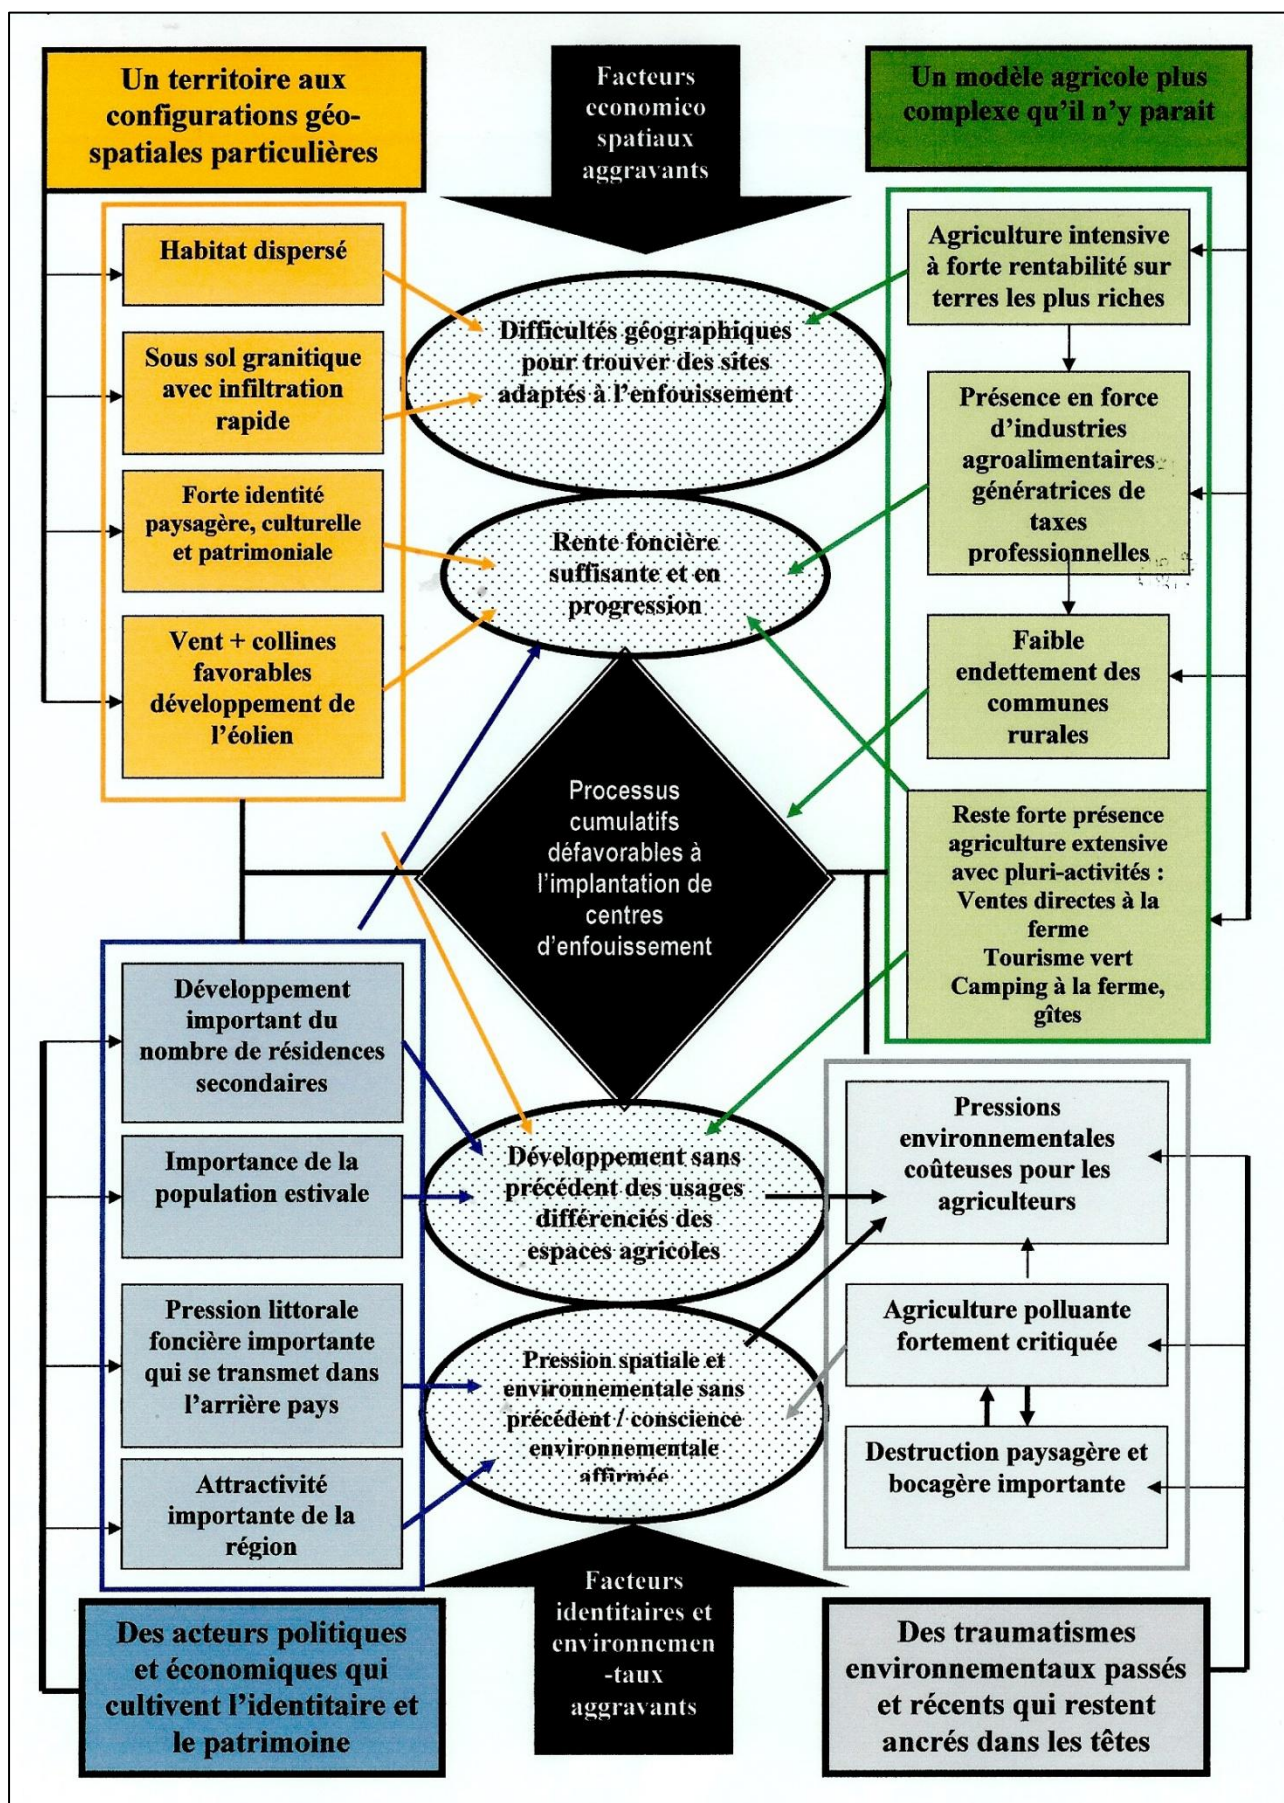 Un territoire aux
configurations géo-
spatiales particulières
Facteurs
economico
spatiaux
aggravants
Un modèle agricole plus
complexe qu'il n'y parait
Habitat dispersé
Sous sol granitique
avec infiltration
rapide
Forte identité
paysagère, culturelle
et patrimoniale
Vent + collines
favorables
développement de
l'éolien
Difficultés géographiques
pour trouver des sites
adaptés à l'enfouissement
Rente foncière
suffisante et en
progression
Agriculture intensive
à forte rentabilité sur
terres les plus riches
Présence en force
d'industries
agroalimentaires
génératrices de
taxes
professionnelles
Faible
endettement des
communes
rurales
Reste forte présence
agriculture extensive
avec pluri-activités :
Ventes directes à la
ferme
Tourisme vert
Camping à la ferme,
gîtes
Processus
cumulatifs
défavorables à
l'implantation de
centres
d'enfouissement
Développement
important du
nombre de résidences
secondaires
Importance de la
population estivale
Pression littorale
foncière importante
qui se transmet dans
l'arrière pays
Attractivité
importante de la
région
Développement sans
précédent des usages
différenciés des
espaces agricoles
Pression spatiale et
environnementale sans
précédent / conscience
environnementale
affirmée
Pressions
environnementales
coûteuses pour les
agriculteurs
Agriculture polluante
fortement critiquée
Destruction paysagère et
bocagère importante
Des acteurs politiques
et économiques qui
cultivent l'identitaire et
le patrimoine
Facteurs
identitaires et
environnemen
-taux
aggravants
Des traumatismes
environnementaux passés
et récents qui restent
ancrés dans les têtes